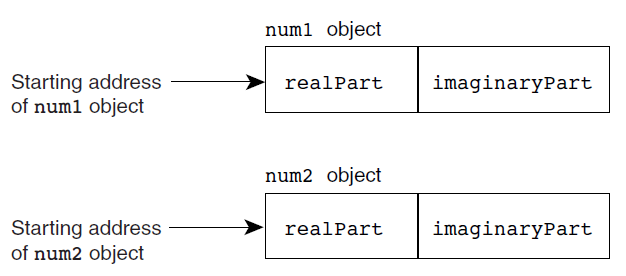 num1 object
Starting address
of num1 object
realPart
imaginaryPart
num2 object
Starting address
of num2 object
realPart
imaginaryPart